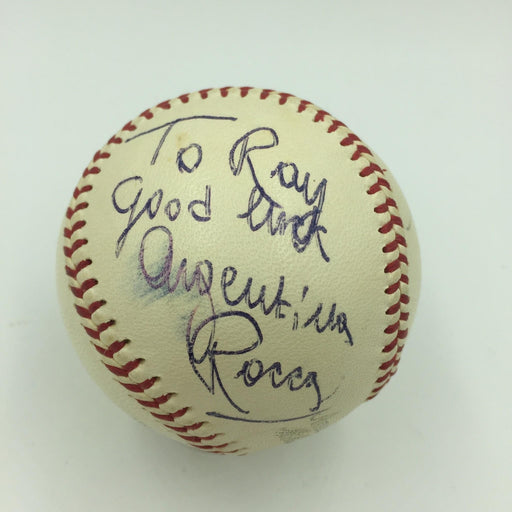 To Ray
Good luck
Argentina
Rocca